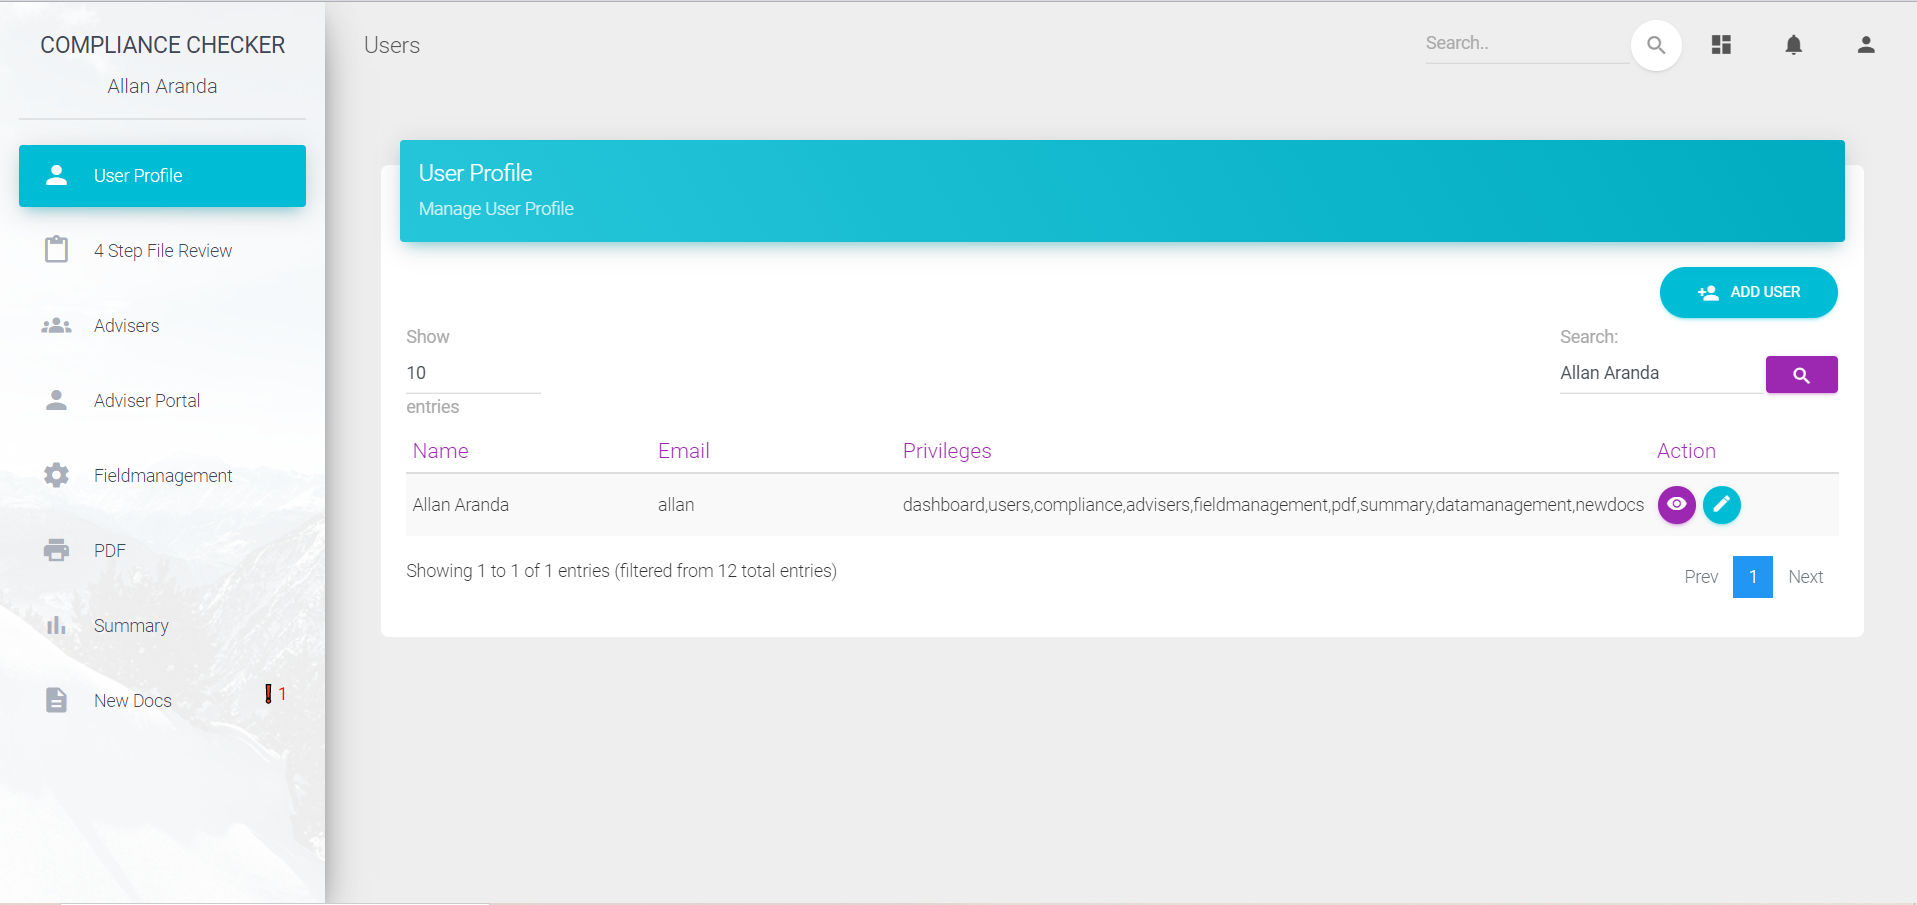 COMPLIANCE CHECKER
Allan Aranda
User Profile
4 Step File Review
Advisers
Adviser Portal
Fieldmanagement
PDF
Summary
New Docs
1
Users
Search..
User Profile
Manage User Profile
ADD USER
Show
10
entries
Search:
Allan Aranda
Name Email Privileges Action
Allan Aranda allan dashboard,users,compliance,advisers,fieldmanagement,pdf,summary,datamanagement,newdocs
Showing 1 to 1 of 1 entries (filtered from 12 total entries)
Prev 1 Next